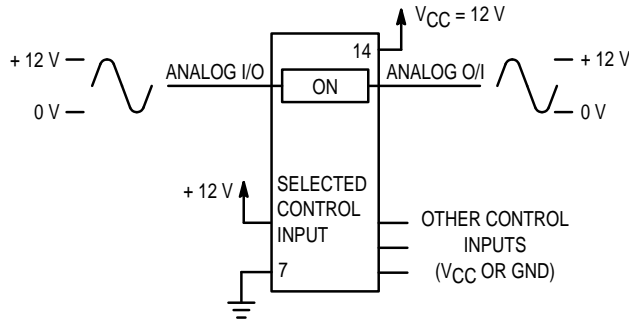 VCC = 12 V
14
+ 12 V
ANALOG I/O
ON
ANALOG O/I
+ 12 V
0 V
0 V
+ 12 V
SELECTED
CONTROL
INPUT
OTHER CONTROL
INPUTS
(VCC OR GND)
7